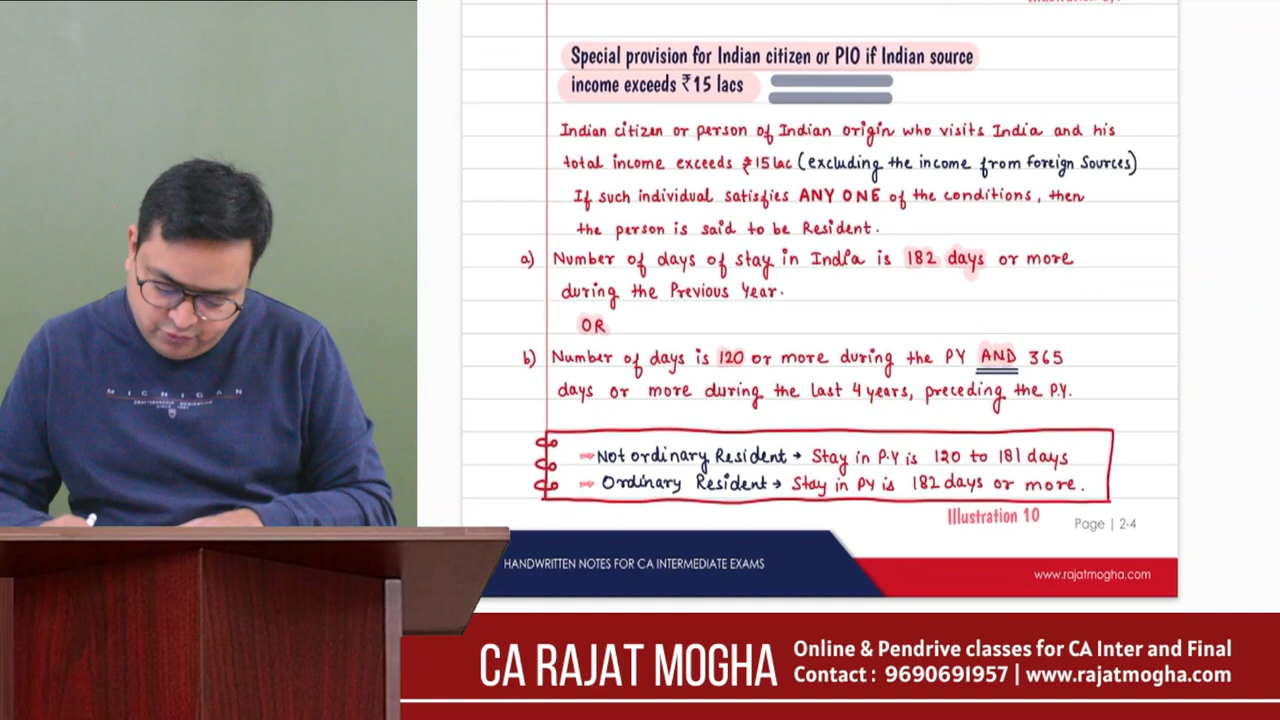 Special provision for Indian citizen or PIO if Indian source
income exceeds ₹15 lacs
Indian citizen or person of Indian origin who visits India and his
total income exceeds ₹15 lac (excluding the income from foreign Sources)
If such individual satisfies ANY ONE of the conditions, then
the person is said to be Resident.
a) Number of days of stay in India is 182 days or more
during the Previous Year.
OR
b) Number of days is 120 or more during the PY AND 365
days or more during the last 4 years, preceding the P.Y.
Not ordinary Resident → Stay in P.Y is 120 to 181 days
Ordinary Resident → Stay in PY is 182 days or more.
Illustration 10
Page | 2-4
HANDWRITTEN NOTES FOR CA INTERMEDIATE EXAMS
www.rajatmogha.com
MICHIGAN
CA RAJAT MOGHA
Online & Pendrive classes for CA Inter and Final
Contact : 9690691957 | www.rajatmogha.com